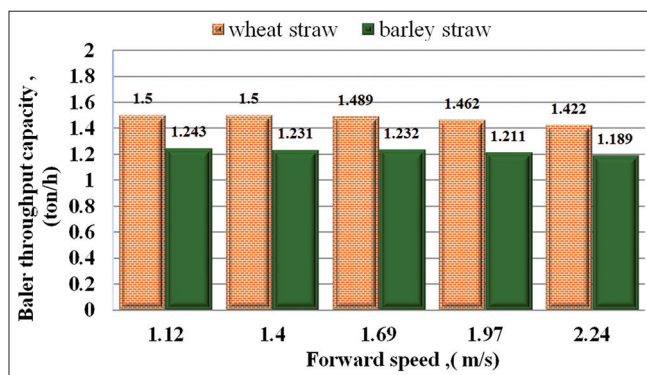 wheat straw barley straw
Baler throughput capacity ,
(ton/h)
2
1.8
1.6
1.4
1.2
1
0.8
0.6
0.4
0.2
0
1.5 1.243 1.5 1.231 1.489 1.232 1.462 1.211 1.422 1.189
1.12 1.4 1.69 1.97 2.24
Forward speed ,( m/s)